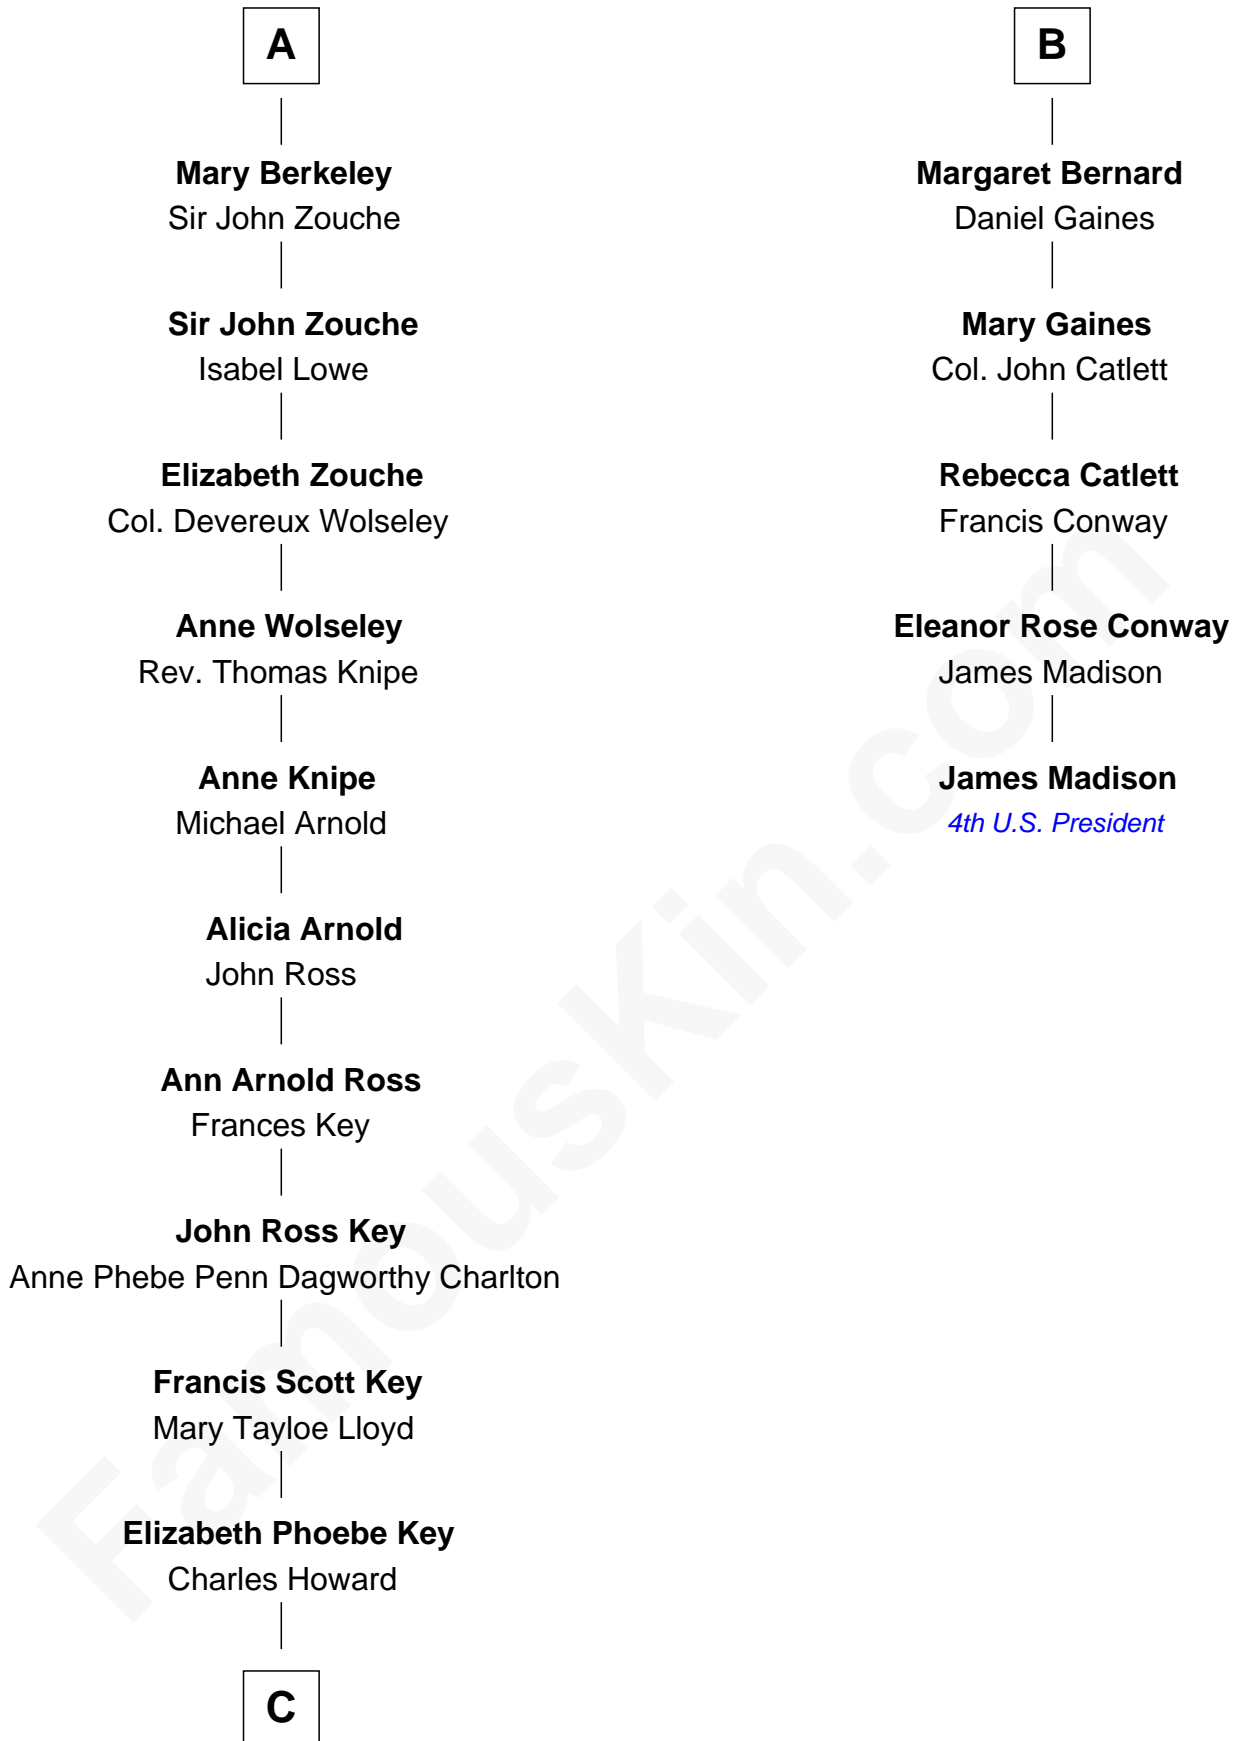 A
Mary Berkeley
Sir John Zouche
Sir John Zouche
Isabel Lowe
Elizabeth Zouche
Col. Devereux Wolseley
Anne Wolseley
Rev. Thomas Knipe
Anne Knipe
Michael Arnold
Alicia Arnold
John Ross
Ann Arnold Ross
Frances Key
John Ross Key
Anne Phebe Penn Dagworthy Charlton
Francis Scott Key
Mary Tayloe Lloyd
Elizabeth Phoebe Key
Charles Howard
C
B
Margaret Bernard
Daniel Gaines
Mary Gaines
Col. John Catlett
Rebecca Catlett
Francis Conway
Eleanor Rose Conway
James Madison
James Madison
4th U.S. President
FamousKin.com